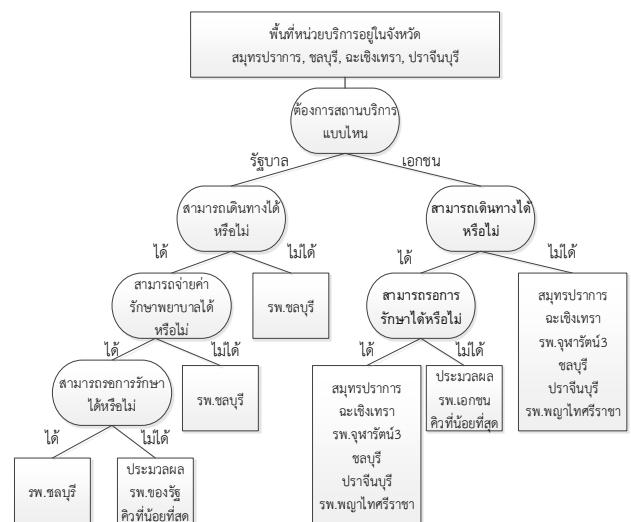 พื้นที่หน่วยบริการอยู่ในจังหวัด
สมุทรปราการ, ชลบุรี, ฉะเชิงเทรา, ปราจีนบุรี
ต้องการสถานบริการ
แบบไหน
รัฐบาล
เอกชน
สามารถเดินทางได้
หรือไม่
สามารถเดินทางได้
หรือไม่
ได้
ไม่ได้
ได้
ไม่ได้
สามารถจ่ายค่า
รักษาพยาบาลได้
หรือไม่
รพ.ชลบุรี
สามารถรอการ
รักษาได้หรือไม่
สมุทรปราการ
ฉะเชิงเทรา
รพ.จุฬารัตน์3
ชลบุรี
ปราจีนบุรี
รพ.พญาไทศรีราชา
ได้
ไม่ได้
ได้
ไม่ได้
สามารถรอการรักษา
ได้หรือไม่
รพ.ชลบุรี
สมุทรปราการ
ฉะเชิงเทรา
รพ.จุฬารัตน์3
ชลบุรี
ปราจีนบุรี
รพ.พญาไทศรีราชา
ประมวลผล
รพ.เอกชน
คิวที่น้อยที่สุด
ได้
ไม่ได้
รพ.ชลบุรี
ประมวลผล
รพ.ของรัฐ
คิวที่น้อยที่สุด